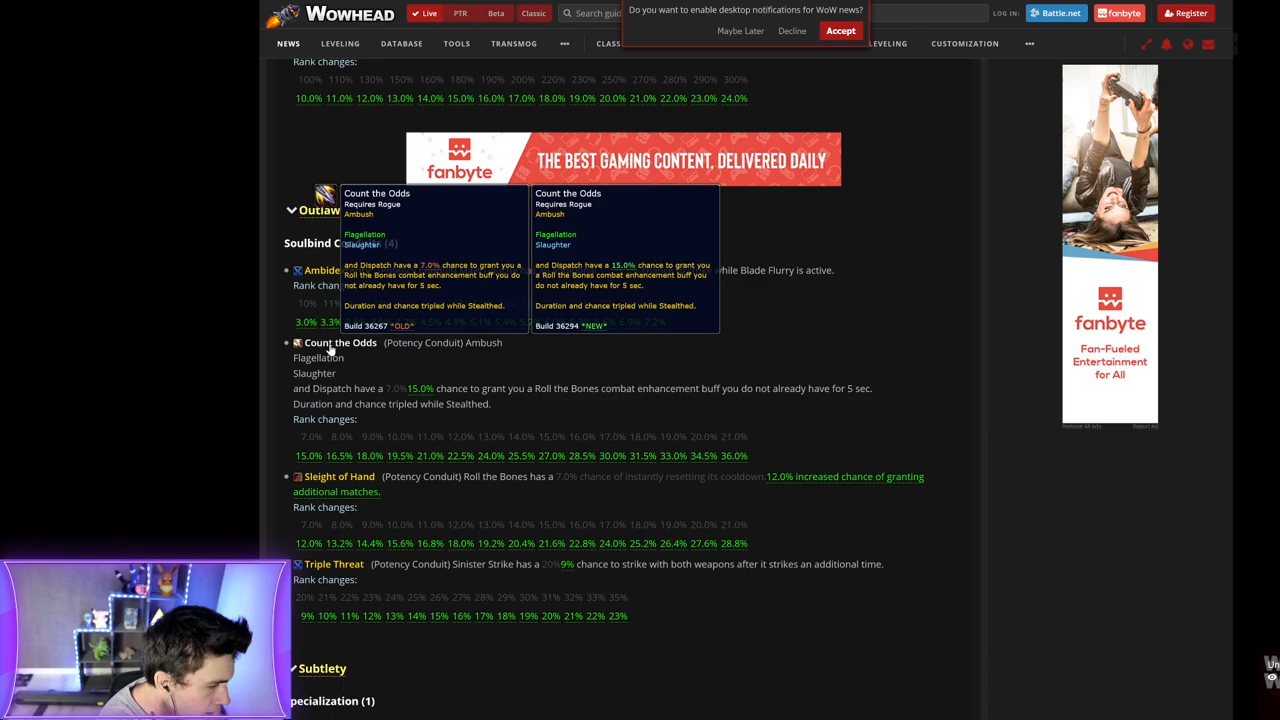 WOWHEAD
Live
PTR
Beta
Classic
Search guid
Do you want to enable desktop notifications for WoW news?
Maybe Later
Decline
Accept
LOG IN:
Battle.net
fanbyte
Register
NEWS
LEVELING
DATABASE
TOOLS
TRANSMOG
•••
CLASS
LEVELING
CUSTOMIZATION
•••
Rank changes:
100% 110% 130% 150% 160% 180% 190% 200% 220% 230% 250% 270% 280% 290% 300%
10.0% 11.0% 12.0% 13.0% 14.0% 15.0% 16.0% 17.0% 18.0% 19.0% 20.0% 21.0% 22.0% 23.0% 24.0%
fanbyte
THE BEST GAMING CONTENT, DELIVERED DAILY
Outlaw
Soulbind C
(4)
Count the Odds
Requires Rogue
Ambush
Flagellation
Slaughter
and Dispatch have a 7.0% chance to grant you a
Roll the Bones combat enhancement buff you do
not already have for 5 sec.
Duration and chance tripled while Stealthed.
Build 36267 *OLD*
Count the Odds
Requires Rogue
Ambush
Flagellation
Slaughter
and Dispatch have a 15.0% chance to grant you
a Roll the Bones combat enhancement buff you
do not already have for 5 sec.
Duration and chance tripled while Stealthed.
Build 36294 *NEW*
Ambide
while Blade Flurry is active.
Rank chan
10% 11%
3.0% 3.3%
6.9% 7.2%
Count the Odds (Potency Conduit) Ambush
Flagellation
Slaughter
and Dispatch have a 7.0%15.0% chance to grant you a Roll the Bones combat enhancement buff you do not already have for 5 sec.
Duration and chance tripled while Stealthed.
Rank changes:
7.0% 8.0% 9.0% 10.0% 11.0% 12.0% 13.0% 14.0% 15.0% 16.0% 17.0% 18.0% 19.0% 20.0% 21.0%
15.0% 16.5% 18.0% 19.5% 21.0% 22.5% 24.0% 25.5% 27.0% 28.5% 30.0% 31.5% 33.0% 34.5% 36.0%
Sleight of Hand (Potency Conduit) Roll the Bones has a 7.0% chance of instantly resetting its cooldown.12.0% increased chance of granting
additional matches.
Rank changes:
7.0% 8.0% 9.0% 10.0% 11.0% 12.0% 13.0% 14.0% 15.0% 16.0% 17.0% 18.0% 19.0% 20.0% 21.0%
12.0% 13.2% 14.4% 15.6% 16.8% 18.0% 19.2% 20.4% 21.6% 22.8% 24.0% 25.2% 26.4% 27.6% 28.8%
Triple Threat (Potency Conduit) Sinister Strike has a 20%9% chance to strike with both weapons after it strikes an additional time.
Rank changes:
20% 21% 22% 23% 24% 25% 26% 27% 28% 29% 30% 31% 32% 33% 35%
9% 10% 11% 12% 13% 14% 15% 16% 17% 18% 19% 20% 21% 22% 23%
Subtlety
pecialization (1)
fanbyte
Fan-Fueled
Entertainment
for All
Remove All Ads
Report Ad
Un